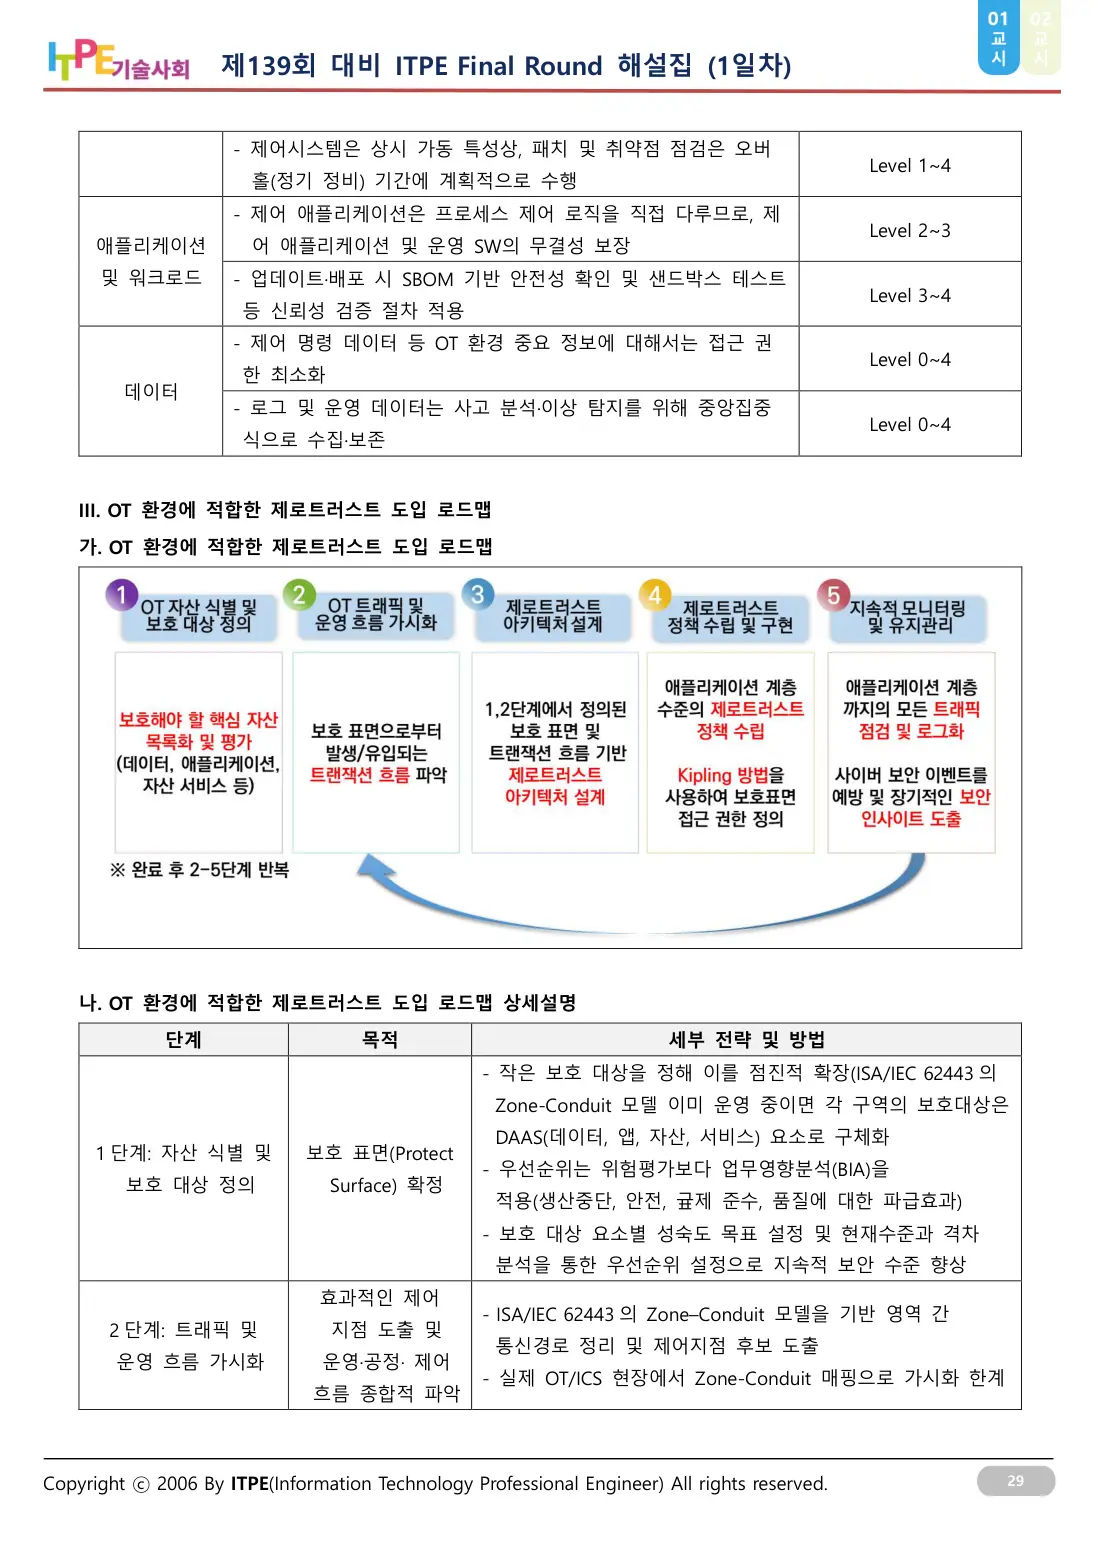 ITPE기술사회 제139회 대비 ITPE Final Round 해설집 (1일차)
01
교
시
02
교
시
- 제어시스템은 상시 가동 특성상, 패치 및 취약점 점검은 오버
홀(정기 정비) 기간에 계획적으로 수행
Level 1~4
애플리케이션
및 워크로드
- 제어 애플리케이션은 프로세스 제어 로직을 직접 다루므로, 제
어 애플리케이션 및 운영 SW의 무결성 보장
Level 2~3
- 업데이트·배포 시 SBOM 기반 안전성 확인 및 샌드박스 테스트
등 신뢰성 검증 절차 적용
Level 3~4
데이터
- 제어 명령 데이터 등 OT 환경 중요 정보에 대해서는 접근 권
한 최소화
Level 0~4
- 로그 및 운영 데이터는 사고 분석·이상 탐지를 위해 중앙집중
식으로 수집·보존
Level 0~4
III. OT 환경에 적합한 제로트러스트 도입 로드맵
가. OT 환경에 적합한 제로트러스트 도입 로드맵
1
OT 자산 식별 및
보호 대상 정의
보호해야 할 핵심 자산
목록화 및 평가
(데이터, 애플리케이션,
자산 서비스 등)
2
OT 트래픽 및
운영 흐름 가시화
보호 표면으로부터
발생/유입되는
트랜잭션 흐름 파악
3
제로트러스트
아키텍처 설계
1,2단계에서 정의된
보호 표면 및
트랜잭션 흐름 기반
제로트러스트
아키텍처 설계
4
제로트러스트
정책 수립 및 구현
애플리케이션 계층
수준의 제로트러스트
정책 수립
Kipling 방법을
사용하여 보호표면
접근 권한 정의
5
지속적 모니터링
및 유지관리
애플리케이션 계층
까지의 모든 트래픽
점검 및 로그화
사이버 보안 이벤트를
예방 및 장기적인 보안
인사이트 도출
※ 완료 후 2-5단계 반복
나. OT 환경에 적합한 제로트러스트 도입 로드맵 상세설명
단계 목적 세부 전략 및 방법
1단계: 자산 식별 및
보호 대상 정의
보호 표면(Protect
Surface) 확정
- 작은 보호 대상을 정해 이를 점진적 확장(ISA/IEC 62443의
Zone-Conduit 모델 이미 운영 중이면 각 구역의 보호대상은
DAAS(데이터, 앱, 자산, 서비스) 요소로 구체화
- 우선순위는 위험평가보다 업무영향분석(BIA)을
적용(생산중단, 안전, 규제 준수, 품질에 대한 파급효과)
- 보호 대상 요소별 성숙도 목표 설정 및 현재수준과 격차
분석을 통한 우선순위 설정으로 지속적 보안 수준 향상
2단계: 트래픽 및
운영 흐름 가시화
효과적인 제어
지점 도출 및
운영·공정· 제어
흐름 종합적 파악
- ISA/IEC 62443의 Zone–Conduit 모델을 기반 영역 간
통신경로 정리 및 제어지점 후보 도출
- 실제 OT/ICS 현장에서 Zone-Conduit 매핑으로 가시화 한계
Copyright ⓒ 2006 By ITPE(Information Technology Professional Engineer) All rights reserved.
29